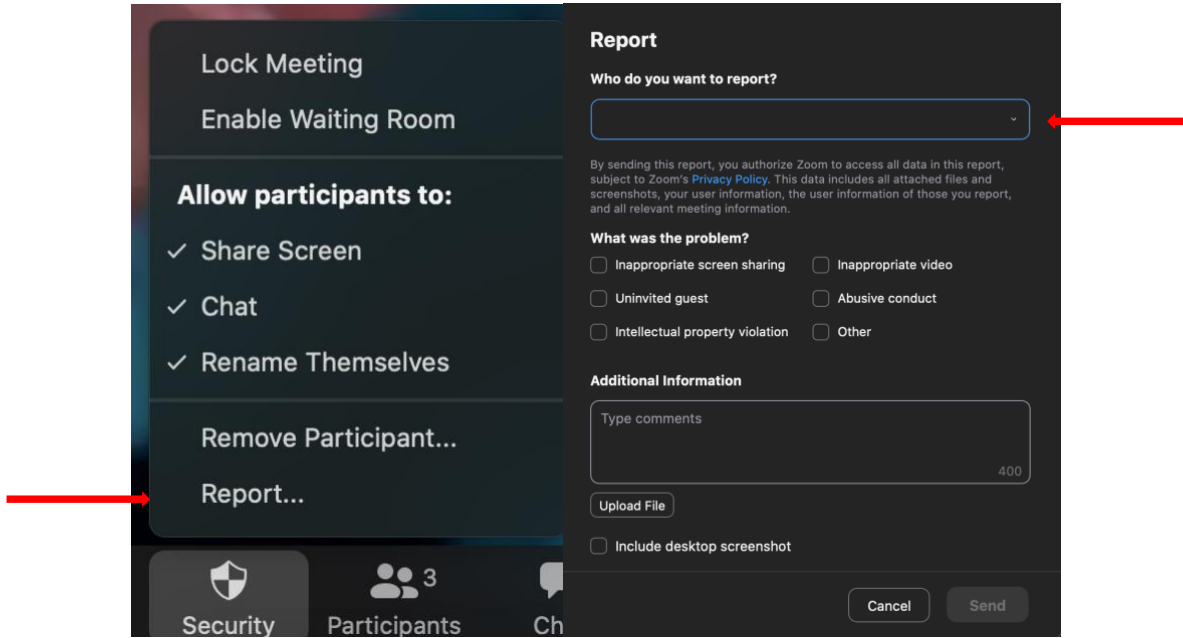 Lock Meeting
Enable Waiting Room
Allow participants to:
Share Screen
Chat
Rename Themselves
Remove Participant...
Report...
3
Security
Participants
Ch
Report
Who do you want to report?
By sending this report, you authorize Zoom to access all data in this report,
subject to Zoom's Privacy Policy. This data includes all attached files and
screenshots, your user information, the user information of those you report,
and all relevant meeting information.
What was the problem?
Inappropriate screen sharing
Inappropriate video
Uninvited guest
Abusive conduct
Intellectual property violation
Other
Additional Information
Type comments
400
Upload File
Include desktop screenshot
Cancel
Send